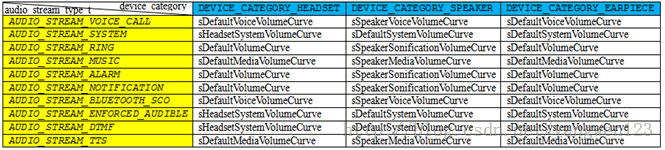 device_category
audio_stream_type_t DEVICE_CATEGORY_HEADSET DEVICE_CATEGORY_SPEAKER DEVICE_CATEGORY_EARPIECE
AUDIO_STREAM_VOICE_CALL sDefaultVoiceVolumeCurve sSpeakerVoiceVolumeCurve sDefaultVoiceVolumeCurve
AUDIO_STREAM_SYSTEM sHeadsetSystemVolumeCurve sDefaultSystemVolumeCurve sDefaultSystemVolumeCurve
AUDIO_STREAM_RING sDefaultVolumeCurve sSpeakerSonificationVolumeCurve sDefaultVolumeCurve
AUDIO_STREAM_MUSIC sDefaultMediaVolumeCurve sSpeakerMediaVolumeCurve sDefaultMediaVolumeCurve
AUDIO_STREAM_ALARM sDefaultVolumeCurve sSpeakerSonificationVolumeCurve sDefaultVolumeCurve
AUDIO_STREAM_NOTIFICATION sDefaultVolumeCurve sSpeakerSonificationVolumeCurve sDefaultVolumeCurve
AUDIO_STREAM_BLUETOOTH_SCO sDefaultVoiceVolumeCurve sSpeakerVoiceVolumeCurve sDefaultVoiceVolumeCurve
AUDIO_STREAM_ENFORCED_AUDIBLE sHeadsetSystemVolumeCurve sDefaultSystemVolumeCurve sDefaultSystemVolumeCurve
AUDIO_STREAM_DTMF sHeadsetSystemVolumeCurve sDefaultSystemVolumeCurve sDefaultSystemVolumeCurve
AUDIO_STREAM_TTS sDefaultMediaVolumeCurve sSpeakerMediaVolumeCurve sDefaultMediaVolumeCurve